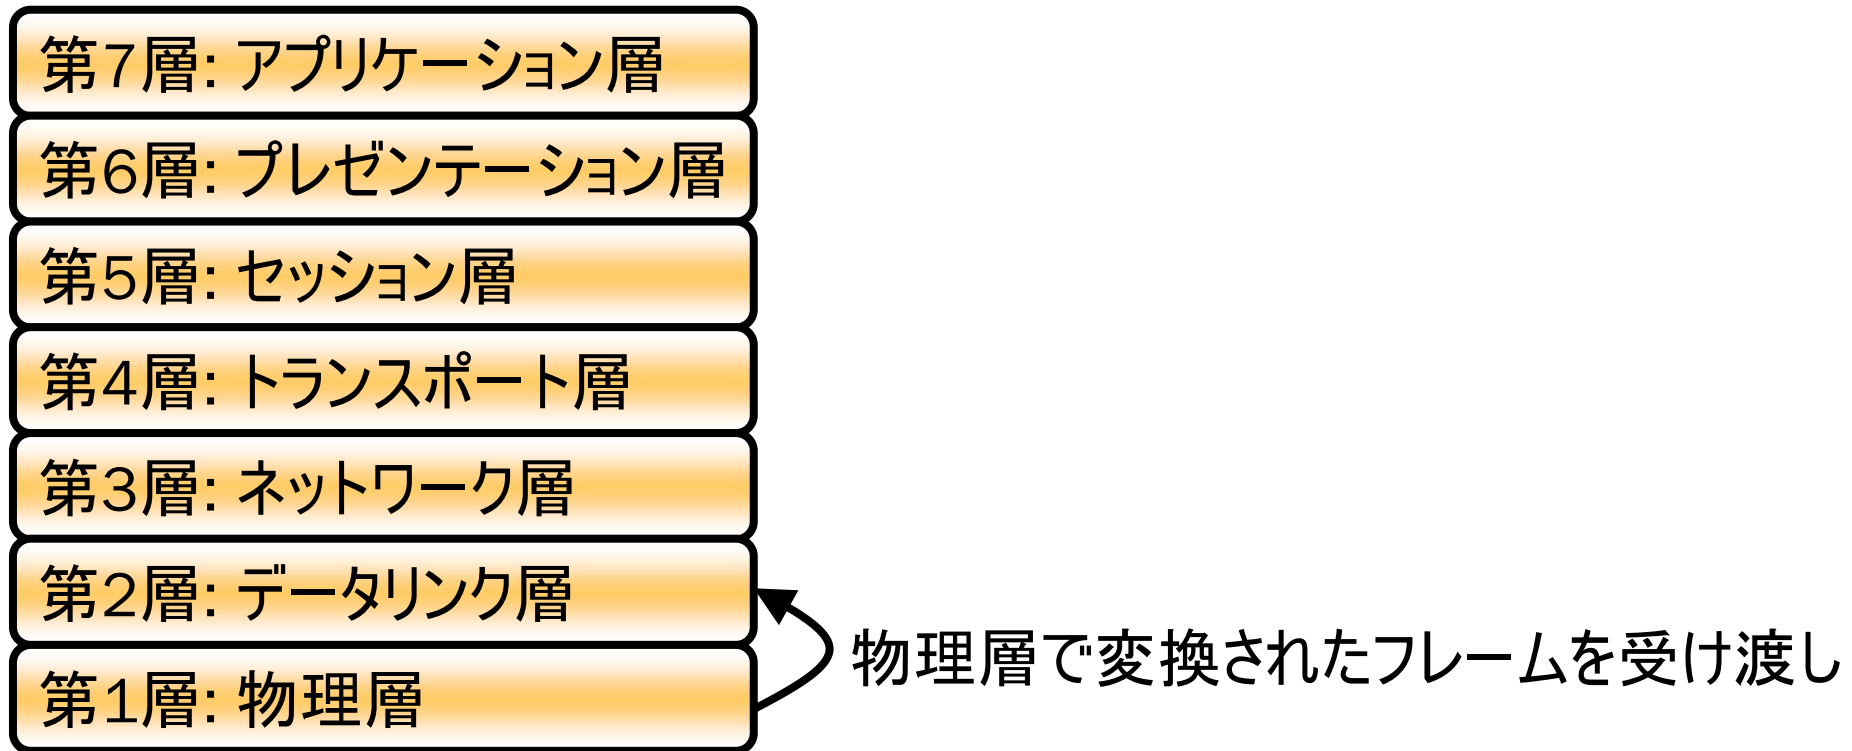 第7層: アプリケーション層
第6層: プレゼンテーション層
第5層: セッション層
第4層: トランスポート層
第3層: ネットワーク層
第2層: データリンク層
物理層で変換されたフレームを受け渡し
第1層: 物理層